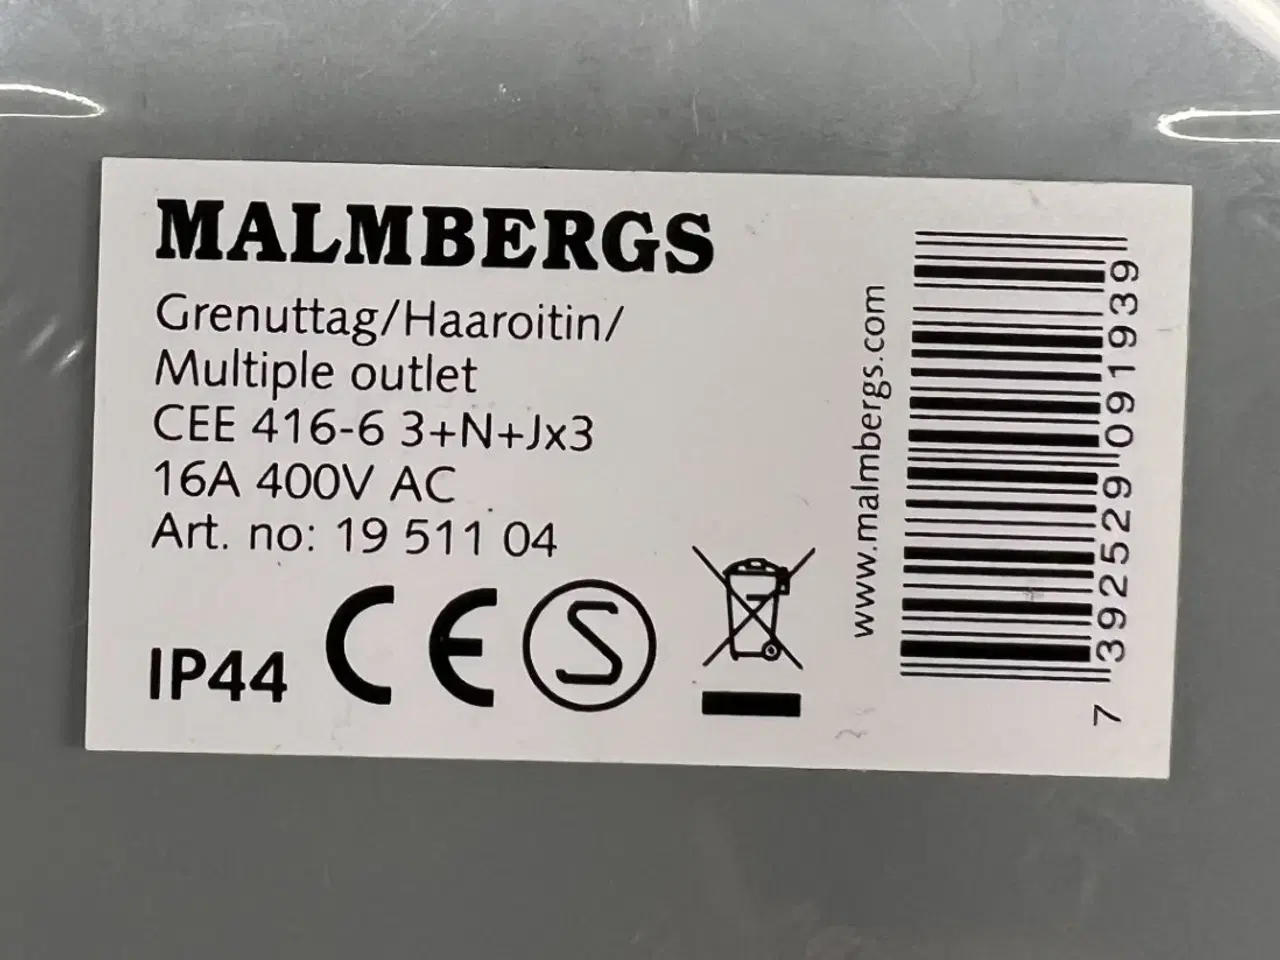 MALMBERGS
Grenuttag/Haaroitin/
Multiple outlet
CEE 416-6 3+N+Jx3
16A 400V AC
Art. no: 19 511 04
IP44 CE S
www.malmbergs.com
7 392529 091939